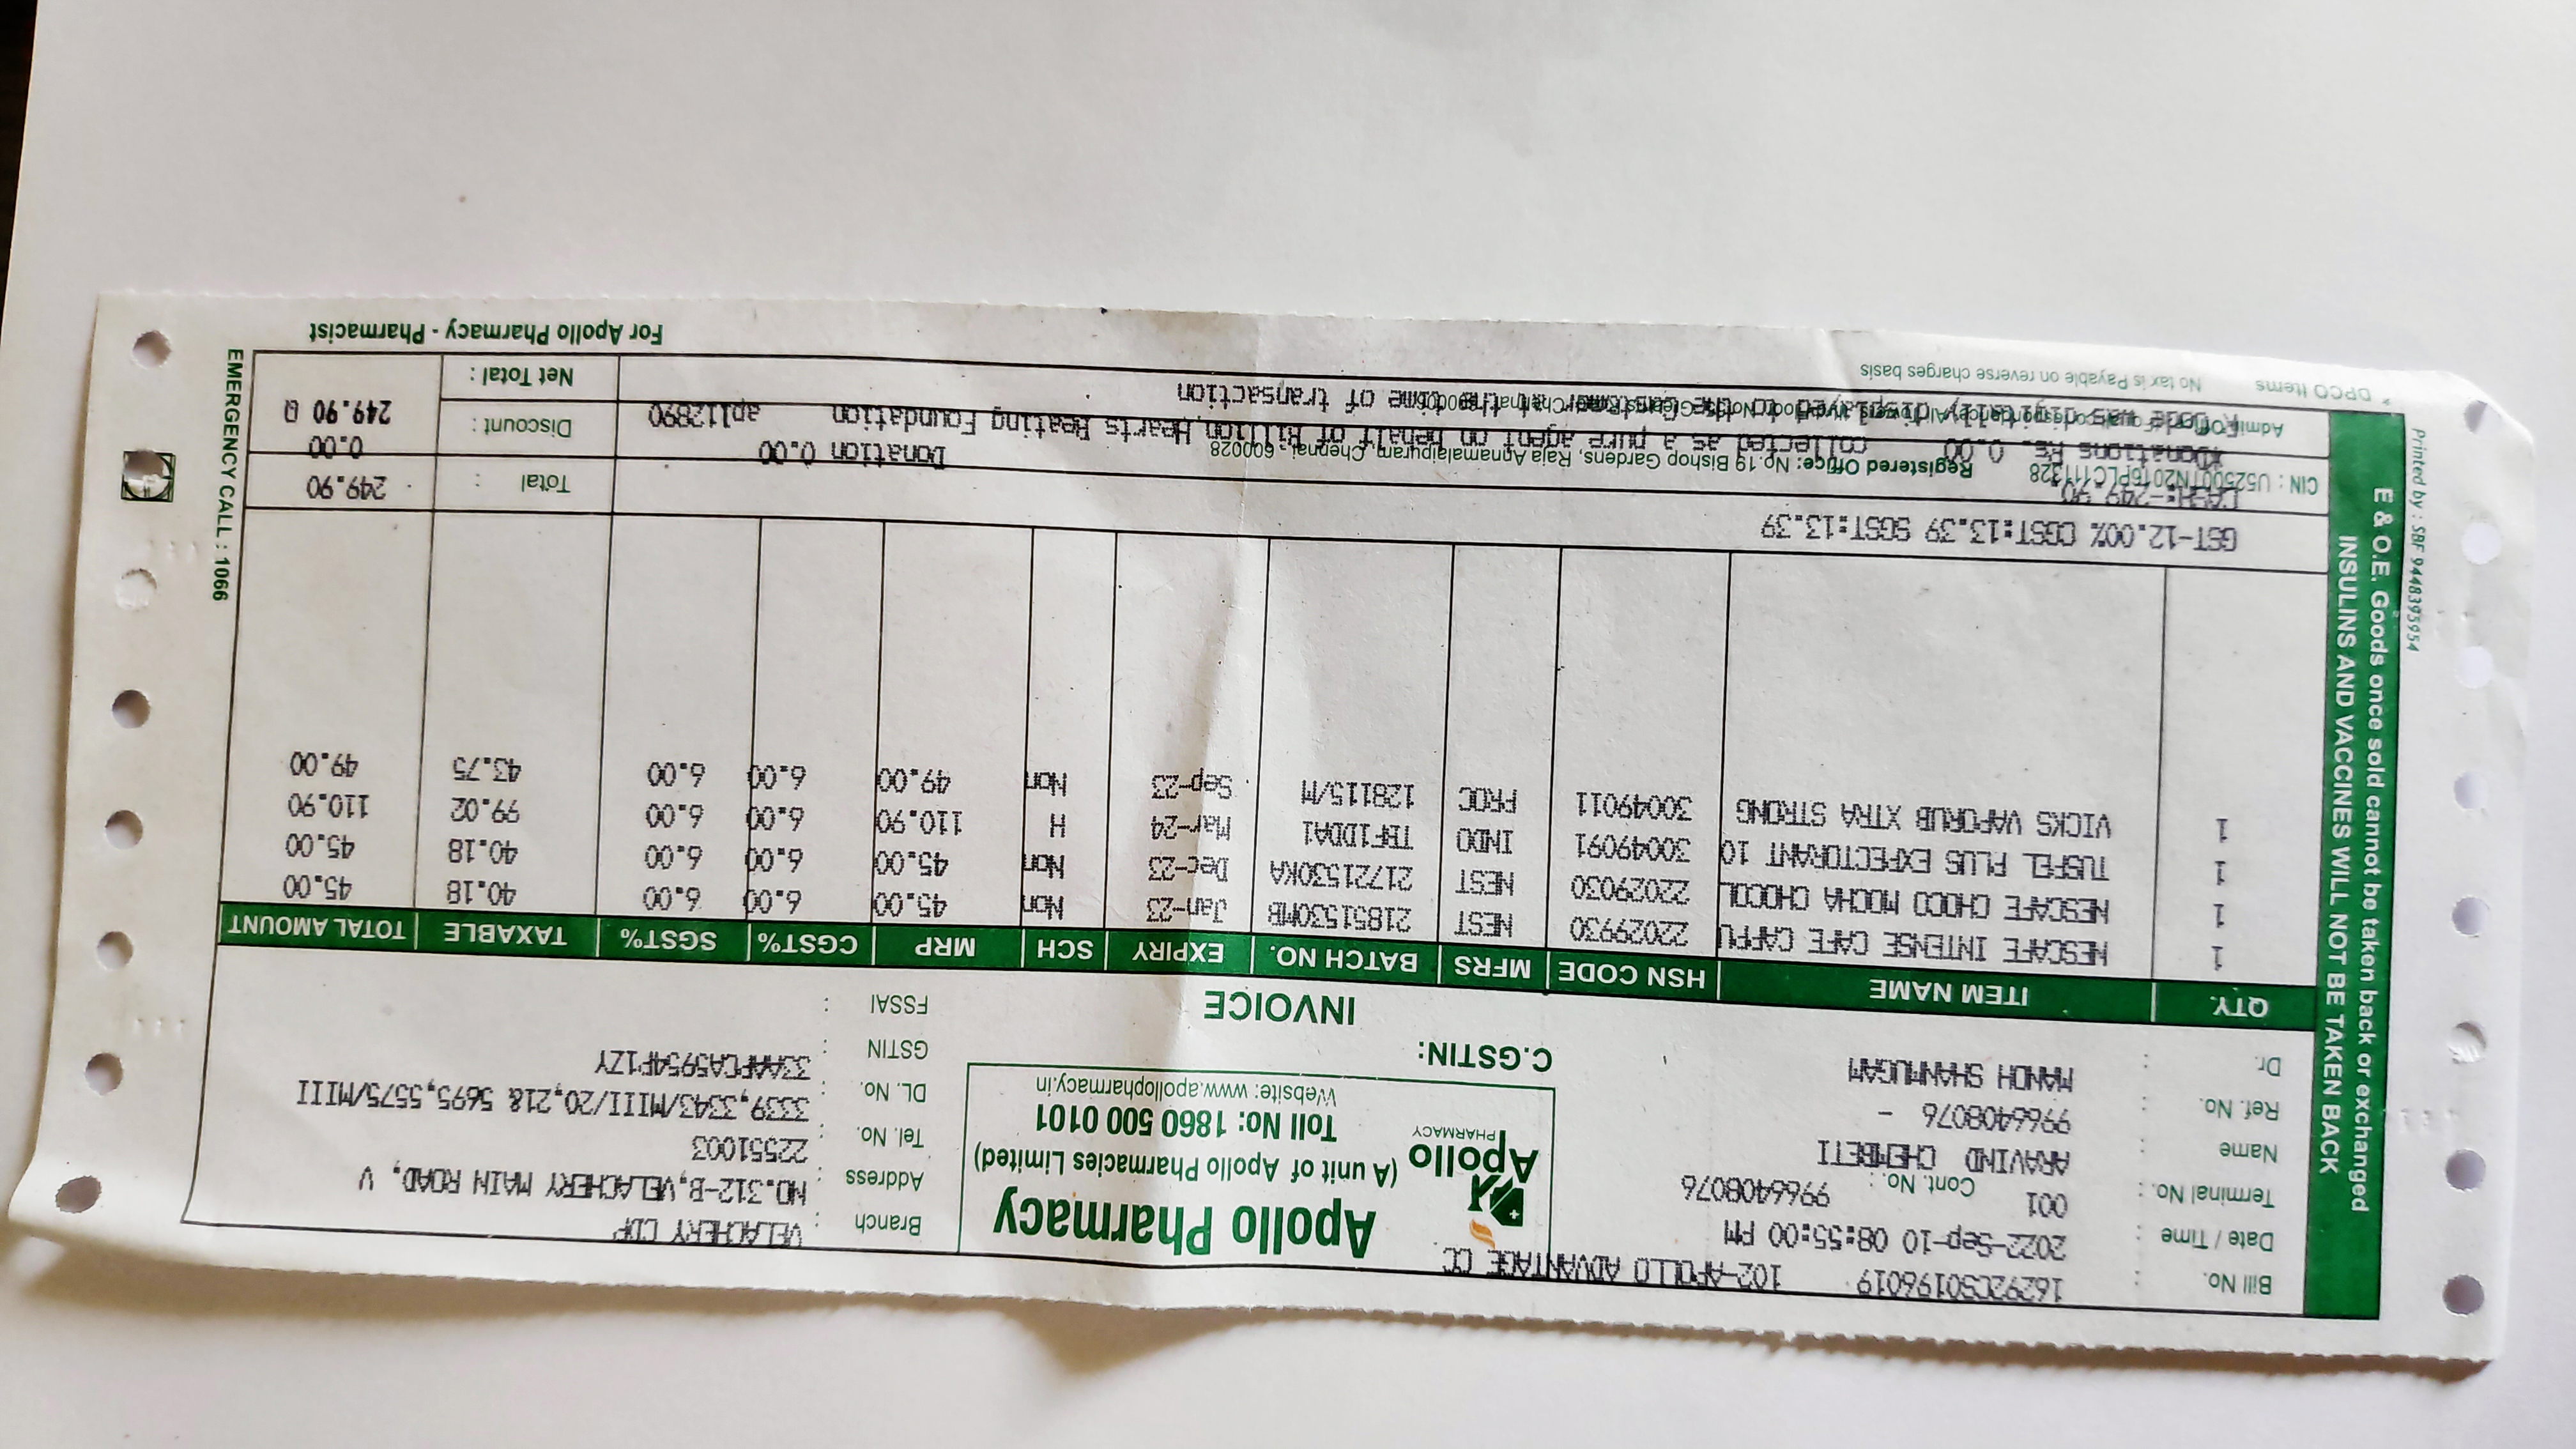 Bill No. : 16292CS0196019 102-APOLLO ADVANTAGE CC
Date / Time : 2022-Sep-10 08:55:00 PM
Terminal No. : 001 Cont. No. : 9966408076
Name : ARAVIND CHEMBETI
Ref. No. : 9966408076 -
Dr. : MANOH SHANMUGAM
Apollo
PHARMACY
Apollo Pharmacy
(A unit of Apollo Pharmacies Limited)
Toll No: 1860 500 0101
Website: www.apollopharmacy.in
Branch : VELACHERY CDP
Address : NO.312-B,VELACHERY MAIN ROAD, V
Tel. No. : 22551003
DL. No. : 3339,3343/MIII/20,21& 5695,5575/MIII
GSTIN : 33AAPCA5954F1ZY
FSSAI :
C.GSTIN:
INVOICE
QTY. ITEM NAME HSN CODE MFRS BATCH NO. EXPIRY SCH MRP CGST% SGST% TAXABLE TOTAL AMOUNT
1 NESCAFE INTENSE CAFE CAPPU 22029930 NEST 21851530MB Jan-23 Non 45.00 6.00 6.00 40.18 45.00
1 NESCAFE CHOCO MOCHA CHOCOL 22029030 NEST 21721530KA Dec-23 Non 45.00 6.00 6.00 40.18 45.00
1 TUSPEL PLUS EXPECTORANT 10 30049091 INDO TBF1DDA1 Mar-24 H 110.90 6.00 6.00 99.02 110.90
1 VICKS VAPORUB XTRA STRONG 30049011 PROC 128115/M Sep-23 Non 49.00 6.00 6.00 43.75 49.00
GST-12.00% CGST:13.39 SGST:13.39
Total : 249.90
CIN : U52500TN2016PLC111328 Registered Office: No.19 Bishop Gardens, Raja Annamalaipuram, Chennai - 600028
Donation 0.00
Discount : 0.00
Donations Rs. 0.00 collected as a pure agent on behalf of Billion Hearts Beating Foundation apl12890
Net Total : 249.90
QR Code was digitally displayed to the Customer at the time of transaction
* DPCO Items No tax is Payable on reverse charges basis
For Apollo Pharmacy - Pharmacist
E & O.E. Goods once sold cannot be taken back or exchanged
INSULINS AND VACCINES WILL NOT BE TAKEN BACK
Printed by : SBF 9448395954
EMERGENCY CALL : 1066